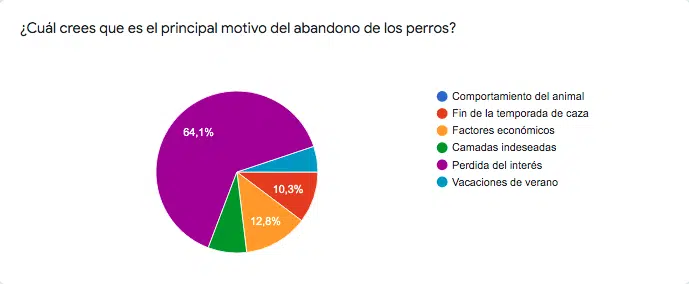 ¿Cuál crees que es el principal motivo del abandono de los perros?
64,1%
10,3%
12,8%
Comportamiento del animal
Fin de la temporada de caza
Factores económicos
Camadas indeseadas
Perdida del interés
Vacaciones de verano